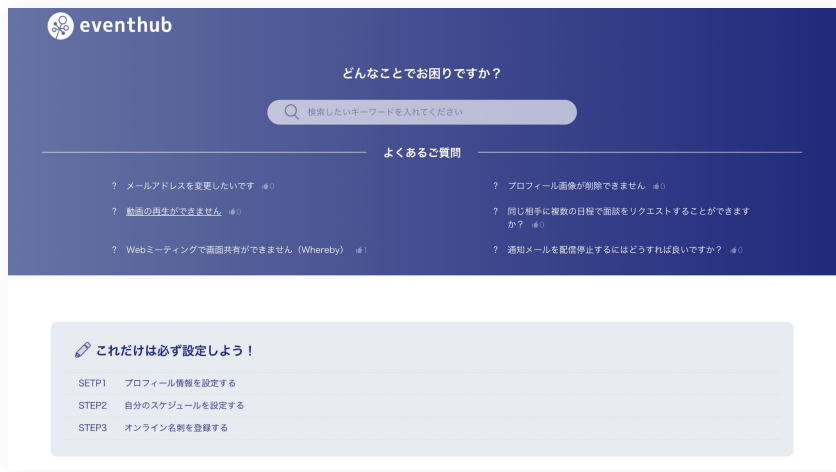 eventhub
どんなことでお困りですか？
検索したいキーワードを入れてください
よくあるご質問
? メールアドレスを変更したいです 0
? プロフィール画像が削除できません 0
? 動画の再生ができません 0
? 同じ相手に複数の日程で面談をリクエストすることができます
か？ 0
? Webミーティングで画面共有ができません（Whereby） 1
? 通知メールを配信停止するにはどうすれば良いですか？ 0
これだけは必ず設定しよう！
SETP1 プロフィール情報を設定する
STEP2 自分のスケジュールを設定する
STEP3 オンライン名刺を登録する